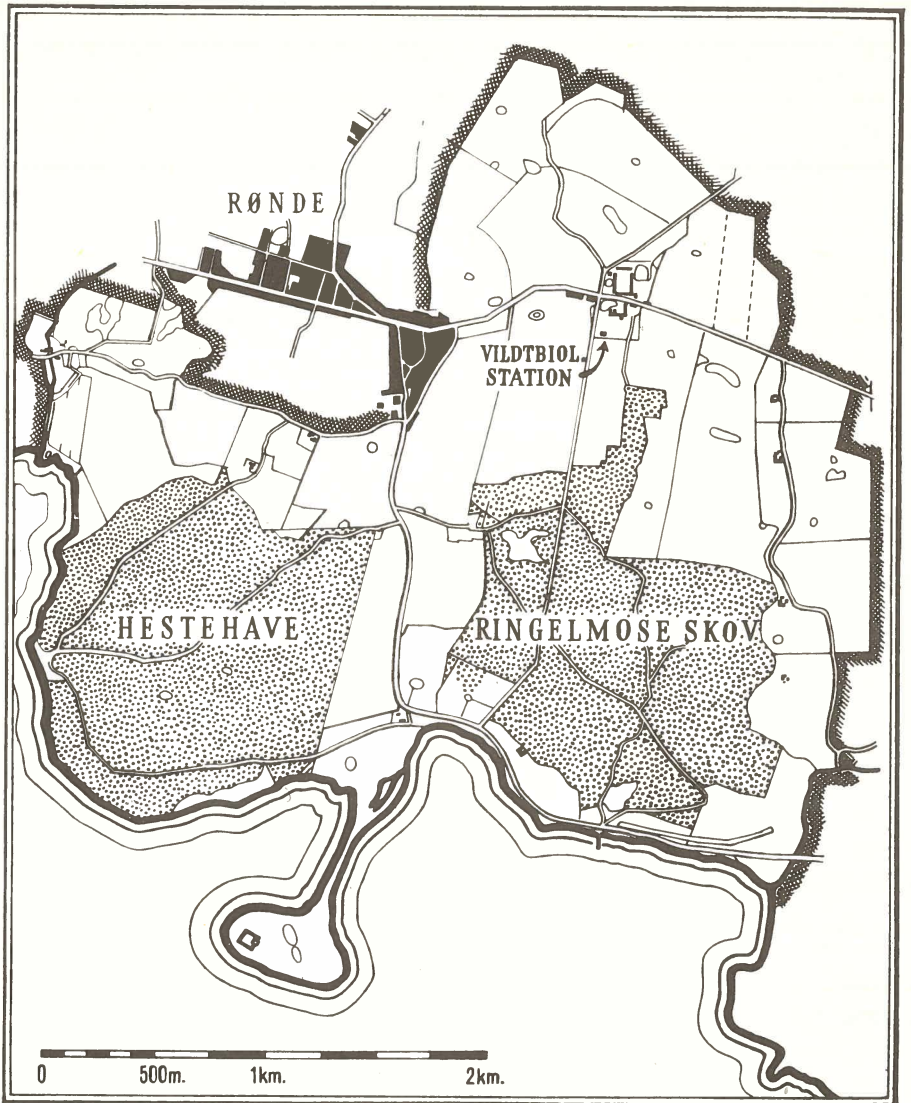 RØNDE
VILDTBIOL.
STATION
HESTEHAVE
RINGELMOSE SKOV
0 500m. 1km. 2km.